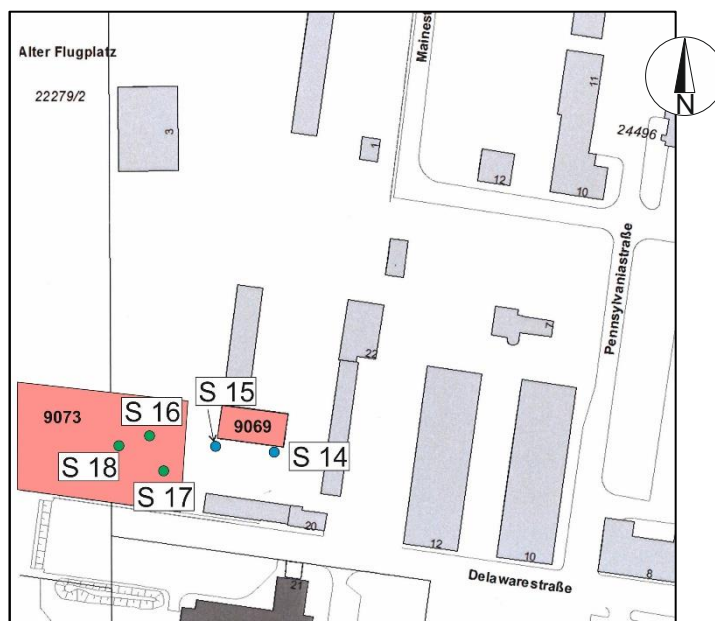 Alter Flugplatz
22279/2
3
Mainest
11
1
12
10
24496
N
Pennsylvaniastraße
7
22
S 15
9073
S 16
9069
S 18
S 14
S 17
20
12
10
8
Delawarestraße
21